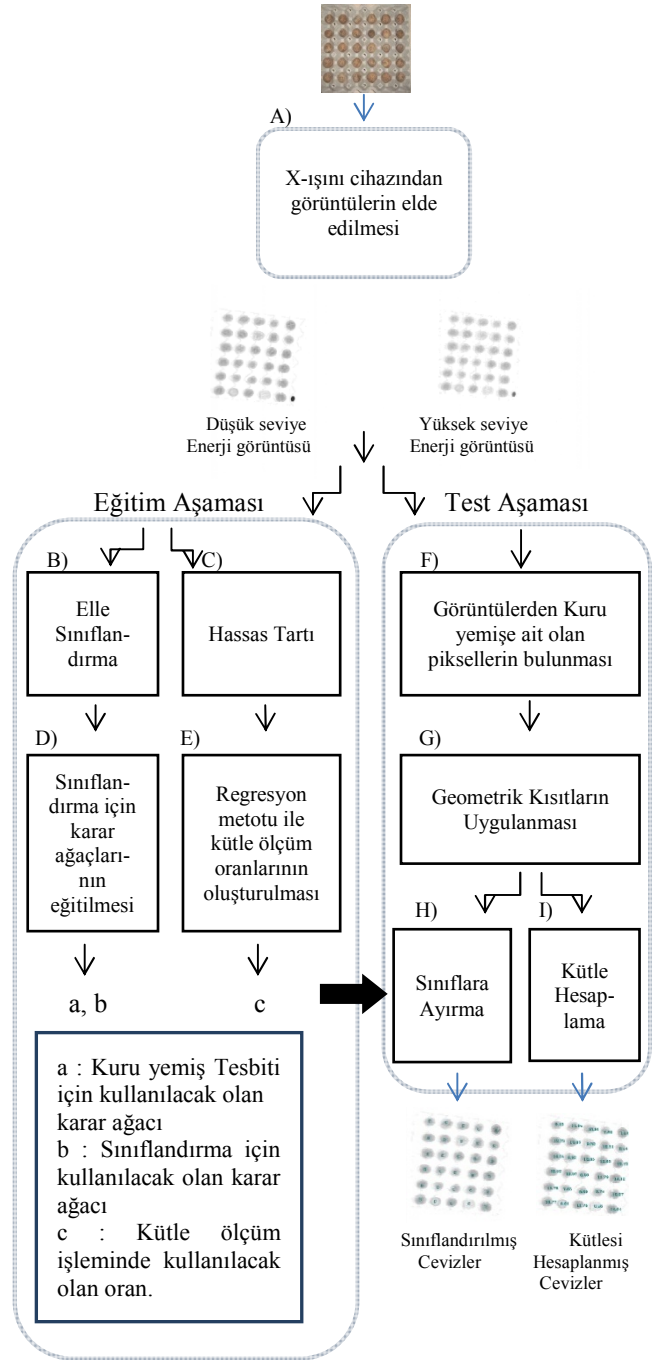 A)
X-ışını cihazından
görüntülerin elde
edilmesi
Düşük seviye
Enerji görüntüsü
Yüksek seviye
Enerji görüntüsü
Eğitim Aşaması
Test Aşaması
B)
Elle
Sınıflan-
dırma
C)
Hassas Tartı
D)
Sınıflan-
dırma için
karar
ağaçları-
nın
eğitilmesi
E)
Regresyon
metotu ile
kütle ölçüm
oranlarının
oluşturulması
a, b
c
a : Kuru yemiş Tesbiti
için kullanılacak olan
karar ağacı
b : Sınıflandırma için
kullanılacak olan karar
ağacı
c : Kütle ölçüm
işleminde kullanılacak
olan oran.
F)
Görüntülerden Kuru
yemişe ait olan
piksellerin bulunması
G)
Geometrik Kısıtların
Uygulanması
H)
Sınıflara
Ayırma
I)
Kütle
Hesap-
lama
Sınıflandırılmış
Cevizler
Kütlesi
Hesaplanmış
Cevizler